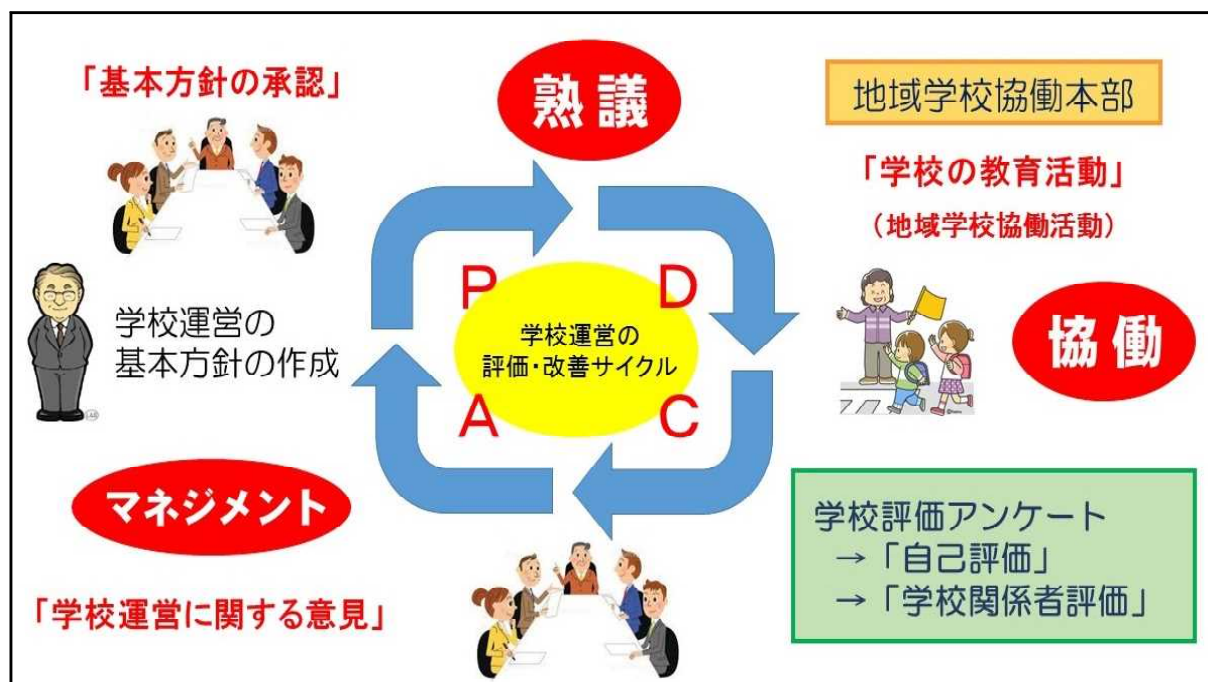 「基本方針の承認」
熟議
地域学校協働本部
「学校の教育活動」
（地域学校協働活動）
学校運営の
基本方針の作成
P
D
学校運営の
評価・改善サイクル
A
C
協働
マネジメント
「学校運営に関する意見」
学校評価アンケート
→「自己評価」
→「学校関係者評価」